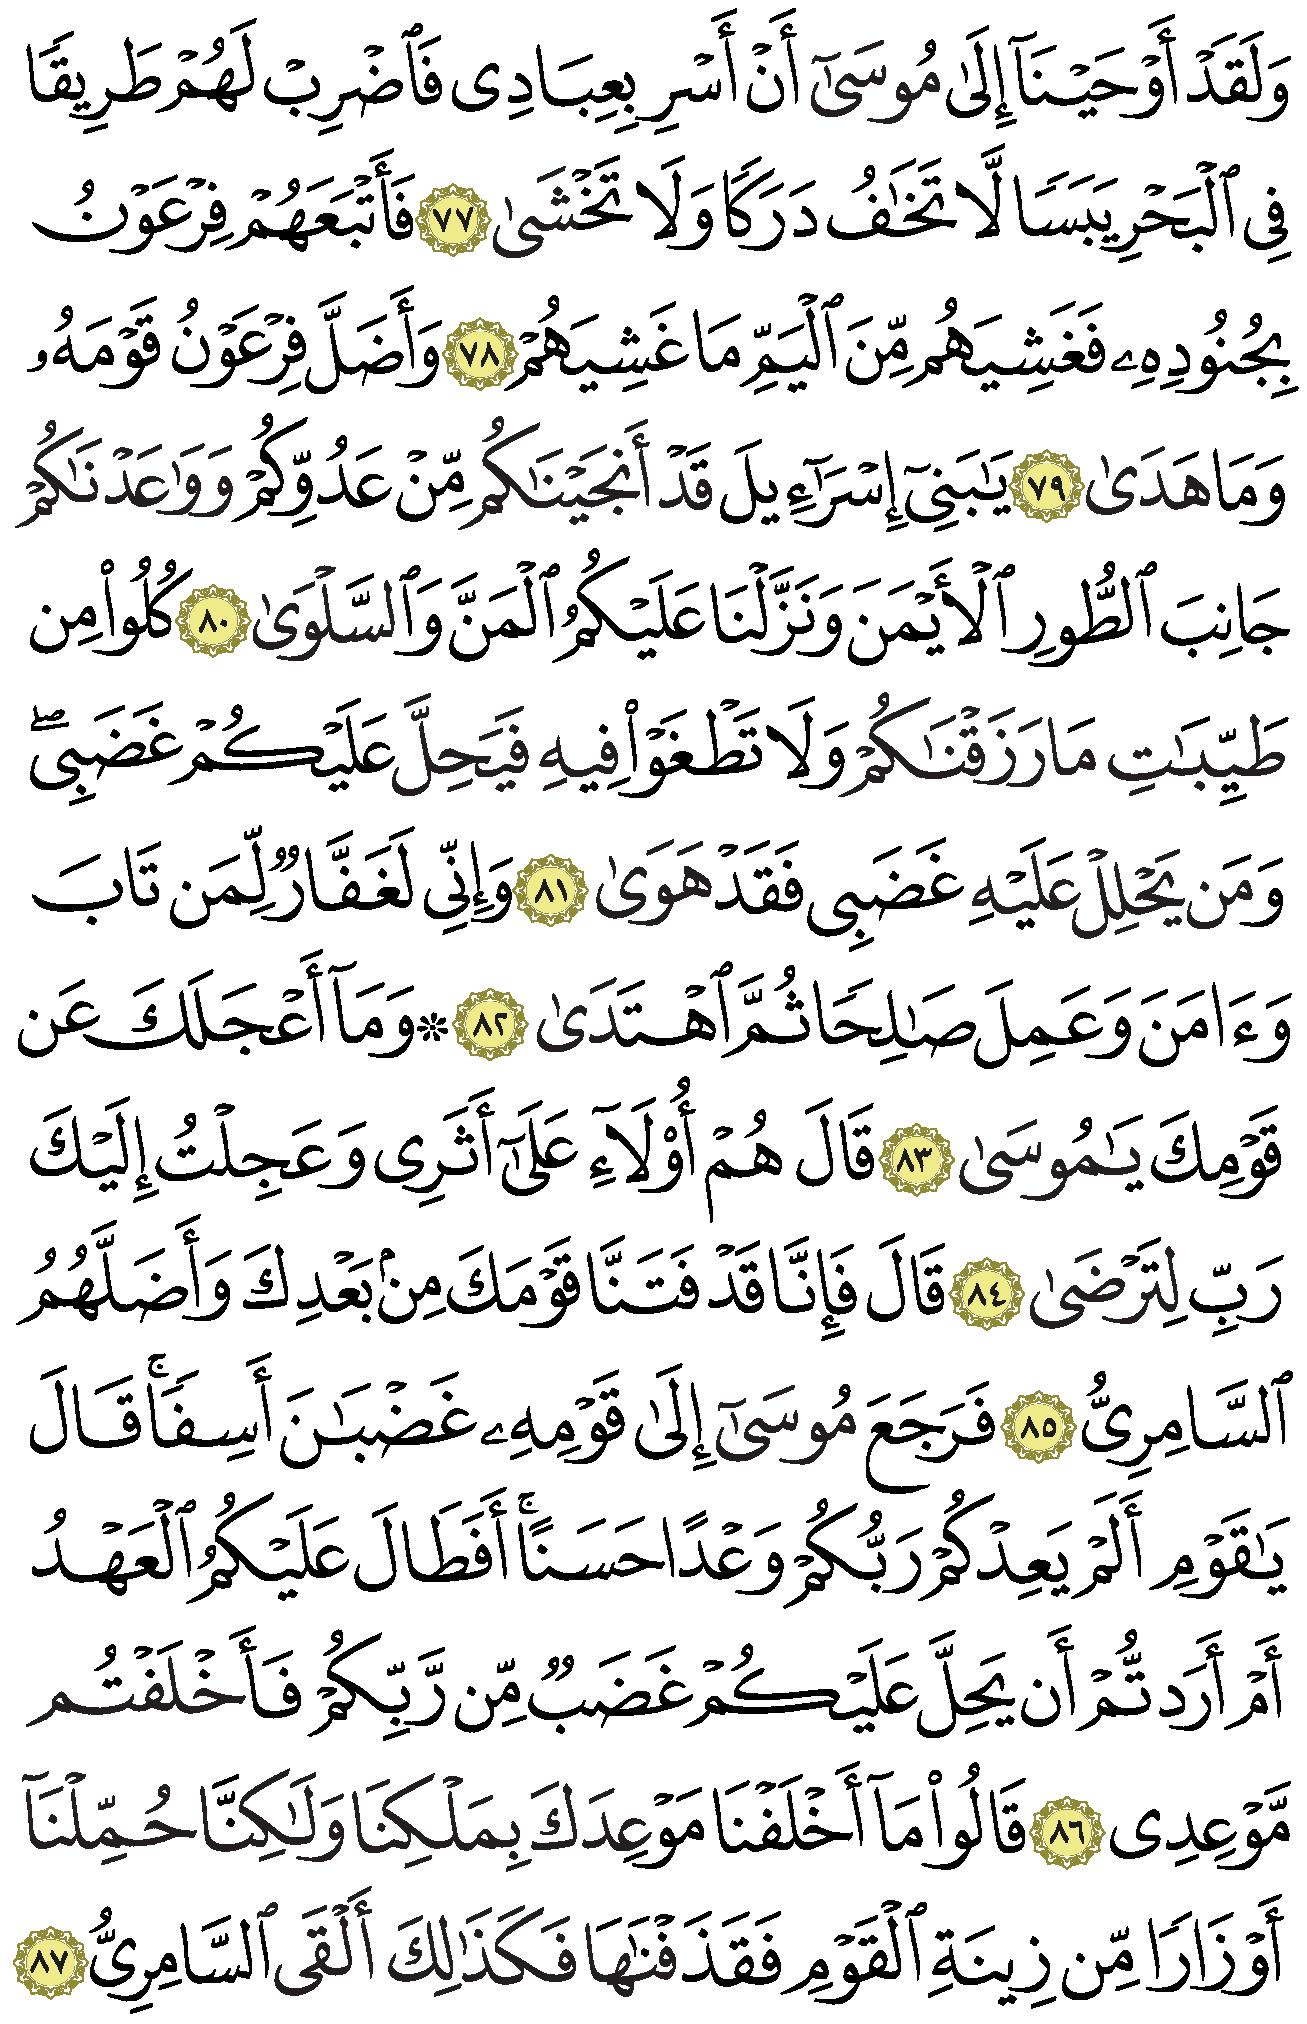 وَلَقَدْ أَوْحَيْنَآ إِلَىٰ مُوسَىٰٓ أَنْ أَسْرِ بِعِبَادِى فَٱضْرِبْ لَهُمْ طَرِيقًا
فِى ٱلْبَحْرِ يَبَسًا لَّا تَخَٰفُ دَرَكًا وَلَا تَخْشَىٰ ٧٧ فَأَتْبَعَهُمْ فِرْعَوْنُ
بِجُنُودِهِۦ فَغَشِيَهُم مِّنَ ٱلْيَمِّ مَا غَشِيَهُمْ ٧٨ وَأَضَلَّ فِرْعَوْنُ قَوْمَهُۥ
وَمَا هَدَىٰ ٧٩ يَٰبَنِىٓ إِسْرَٰٓءِيلَ قَدْ أَنجَيْنَٰكُم مِّنْ عَدُوِّكُمْ وَوَٰعَدْنَٰكُمْ
جَانِبَ ٱلطُّورِ ٱلْأَيْمَنَ وَنَزَّلْنَا عَلَيْكُمُ ٱلْمَنَّ وَٱلسَّلْوَىٰ ٨٠ كُلُوا۟ مِن
طَيِّبَٰتِ مَا رَزَقْنَٰكُمْ وَلَا تَطْغَوْا۟ فِيهِ فَيَحِلَّ عَلَيْكُمْ غَضَبِىۖ
وَمَن يَحْلِلْ عَلَيْهِ غَضَبِى فَقَدْ هَوَىٰ ٨١ وَإِنِّى لَغَفَّارٌ لِّمَن تَابَ
وَءَامَنَ وَعَمِلَ صَٰلِحًا ثُمَّ ٱهْتَدَىٰ ٨٢ ۞ وَمَآ أَعْجَلَكَ عَن
قَوْمِكَ يَٰمُوسَىٰ ٨٣ قَالَ هُمْ أُو۟لَآءِ عَلَىٰٓ أَثَرِى وَعَجِلْتُ إِلَيْكَ
رَبِّ لِتَرْضَىٰ ٨٤ قَالَ فَإِنَّا قَدْ فَتَنَّا قَوْمَكَ مِنۢ بَعْدِكَ وَأَضَلَّهُمُ
ٱلسَّامِرِىُّ ٨٥ فَرَجَعَ مُوسَىٰٓ إِلَىٰ قَوْمِهِۦ غَضْبَٰنَ أَسِفًاۚ قَالَ
يَٰقَوْمِ أَلَمْ يَعِدْكُمْ رَبُّكُمْ وَعْدًا حَسَنًاۚ أَفَطَالَ عَلَيْكُمُ ٱلْعَهْدُ
أَمْ أَرَدتُّمْ أَن يَحِلَّ عَلَيْكُمْ غَضَبٌ مِّن رَّبِّكُمْ فَأَخْلَفْتُم
مَّوْعِدِى ٨٦ قَالُوا۟ مَآ أَخْلَفْنَا مَوْعِدَكَ بِمَلْكِنَا وَلَٰكِنَّا حُمِّلْنَآ
أَوْزَارًا مِّن زِينَةِ ٱلْقَوْمِ فَقَذَفْنَٰهَا فَكَذَٰلِكَ أَلْقَى ٱلسَّامِرِىُّ ٨٧